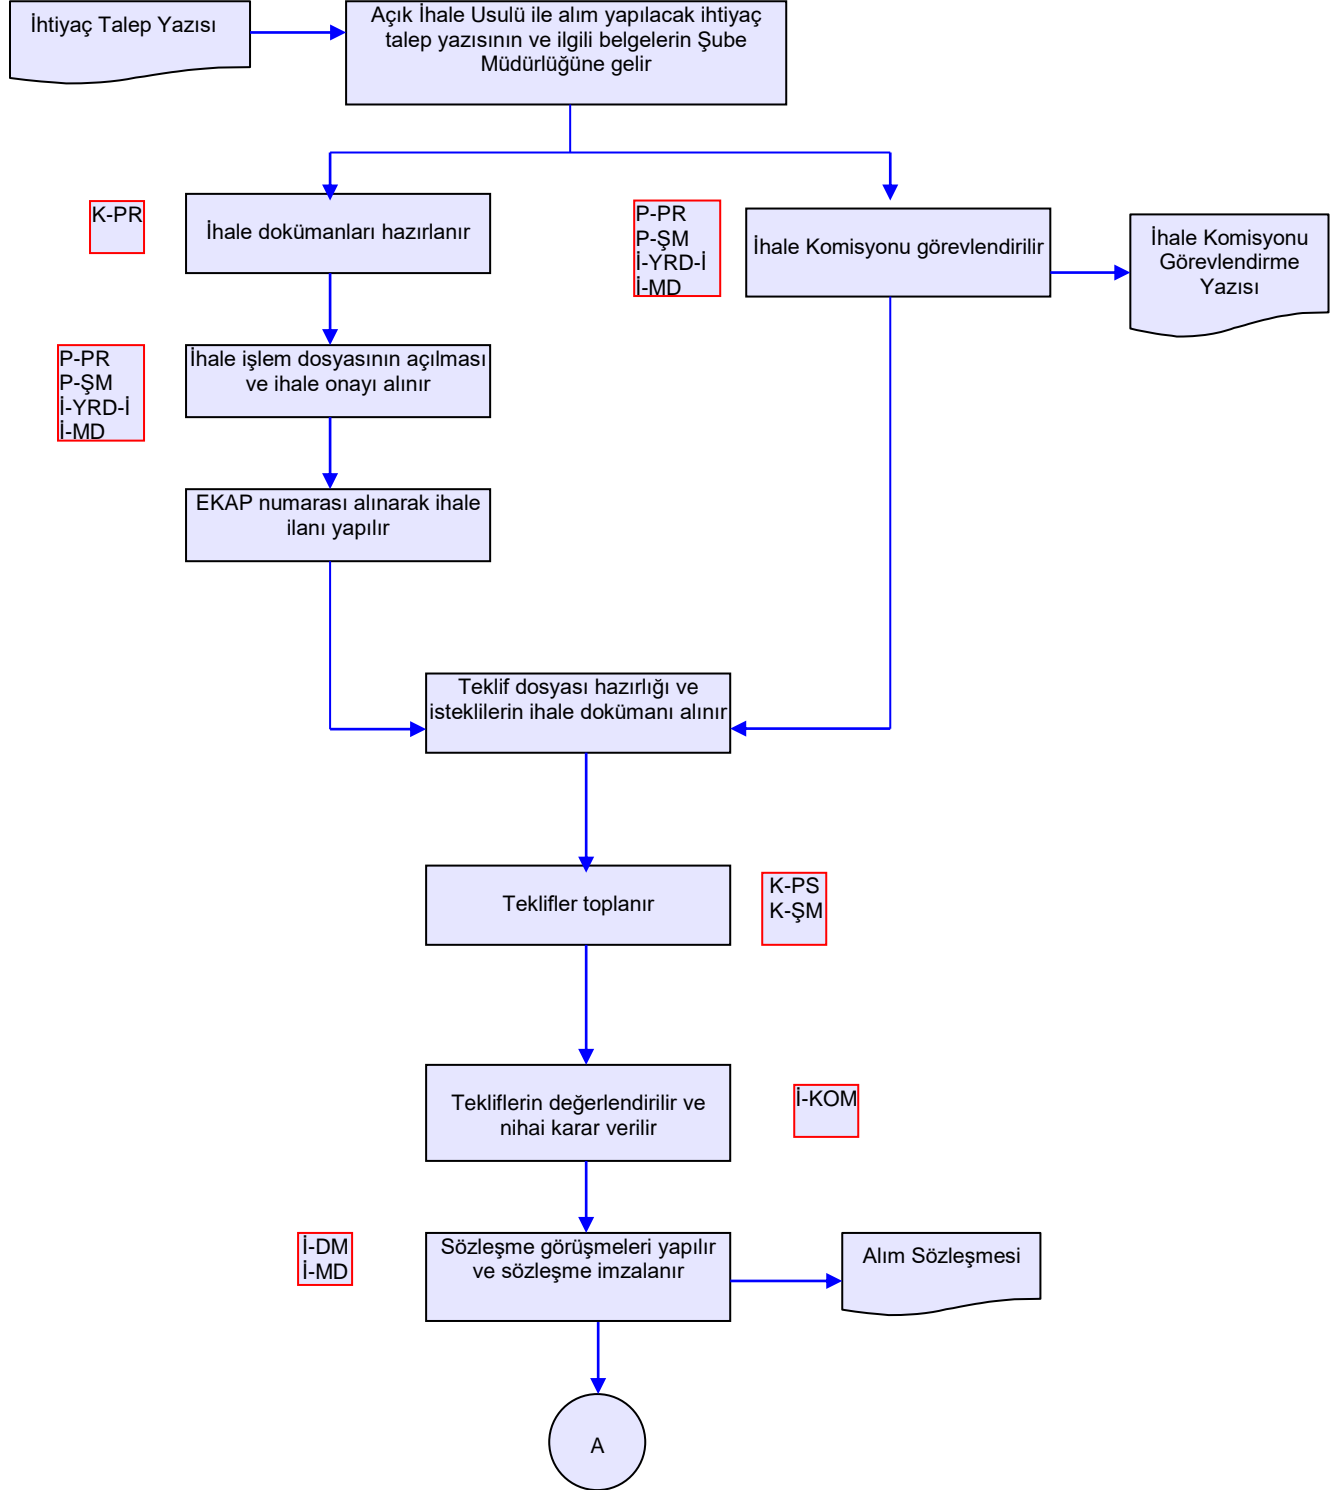 İhtiyaç Talep Yazısı
Açık İhale Usulü ile alım yapılacak ihtiyaç
talep yazısının ve ilgili belgelerin Şube
Müdürlüğüne gelir
K-PR
İhale dokümanları hazırlanır
P-PR
P-ŞM
İ-YRD-İ
İ-MD
İhale Komisyonu görevlendirilir
İhale Komisyonu
Görevlendirme
Yazısı
P-PR
P-ŞM
İ-YRD-İ
İ-MD
İhale işlem dosyasının açılması
ve ihale onayı alınır
EKAP numarası alınarak ihale
ilanı yapılır
Teklif dosyası hazırlığı ve
isteklilerin ihale dokümanı alınır
Teklifler toplanır
K-PS
K-ŞM
Tekliflerin değerlendirilir ve
nihai karar verilir
İ-KOM
İ-DM
İ-MD
Sözleşme görüşmeleri yapılır
ve sözleşme imzalanır
Alım Sözleşmesi
A